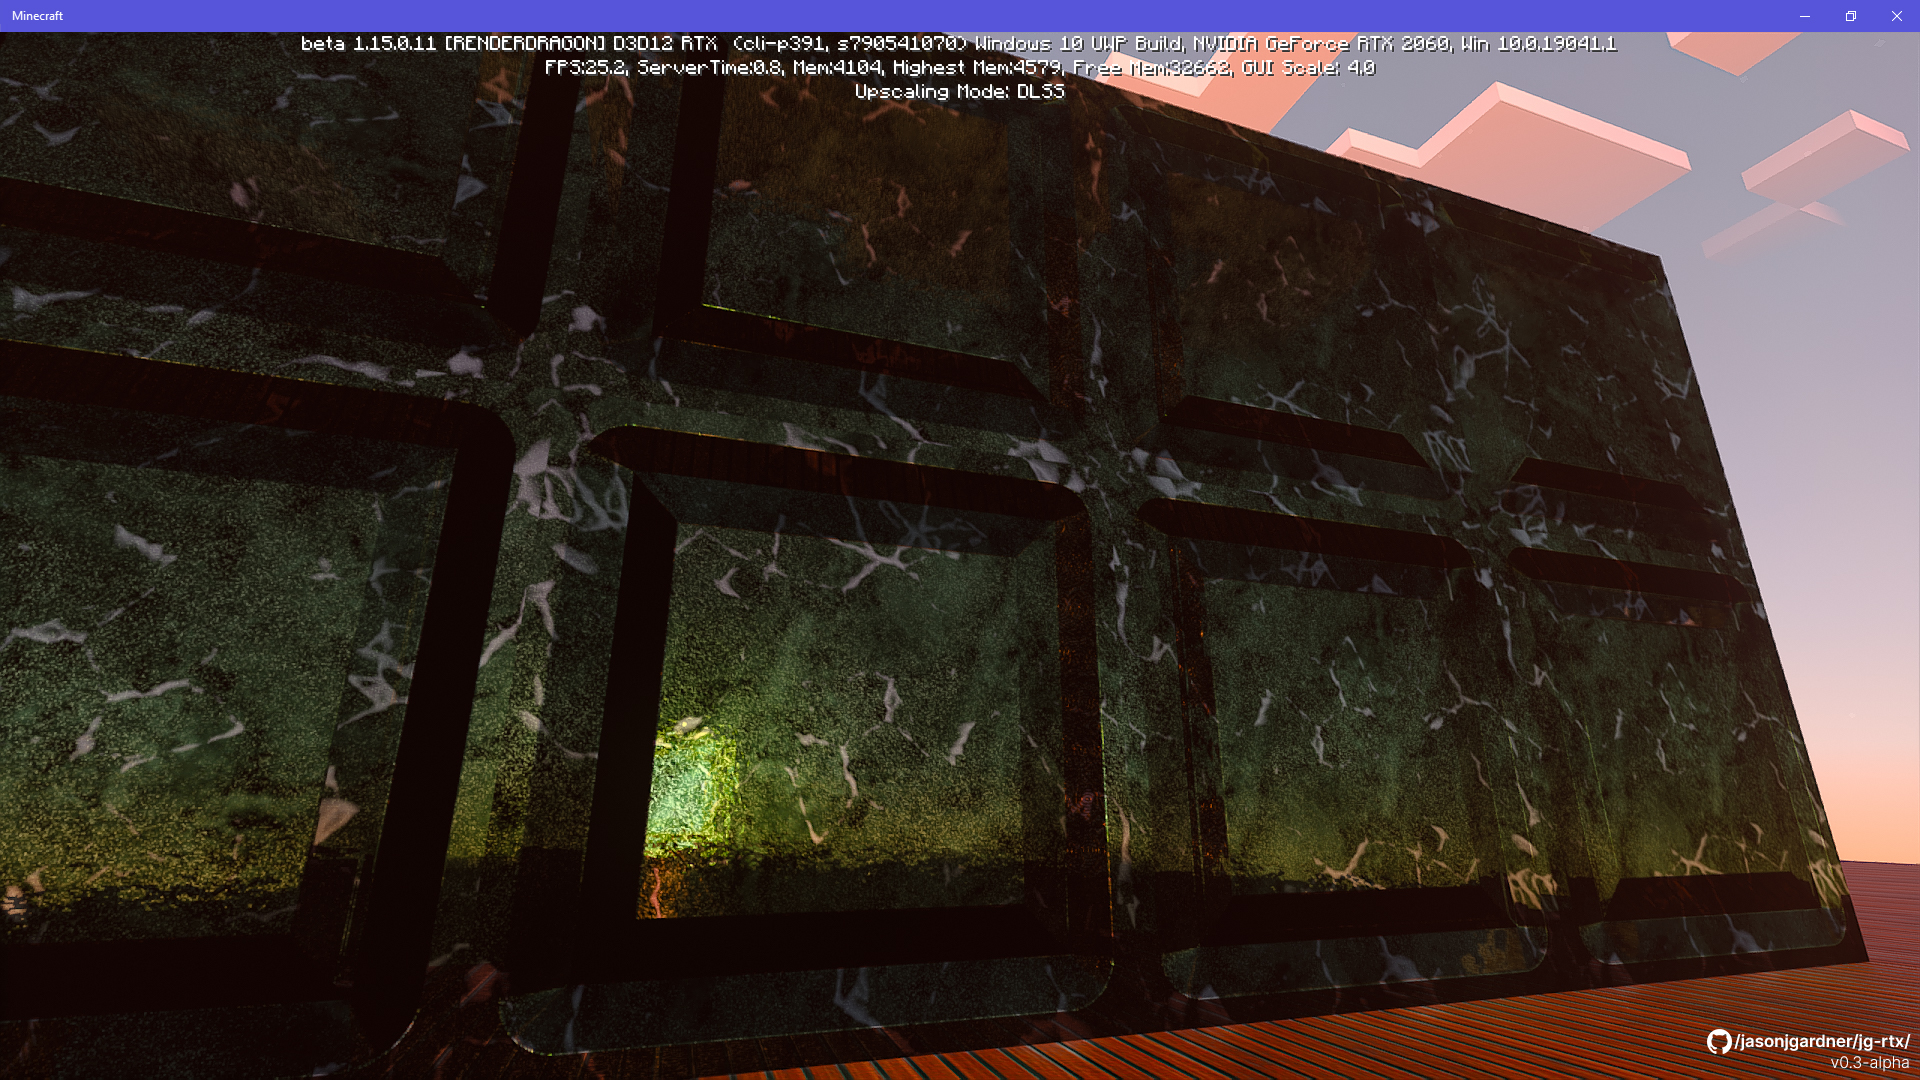 Minecraft
beta 1.15.0.11 [RENDERDRAGON] D3D12 RTX (cli-p391, s790541070) Windows 10 UWP Build, NVIDIA GeForce RTX 2060, Win 10.0.19041.1
FPS:25.2, ServerTime:0.8, Mem:4104, Highest Mem:4579, Free Mem:32662, GUI Scale: 4.0
Upscaling Mode: DLSS
/jasonjgardner/jg-rtx/
v0.3-alpha